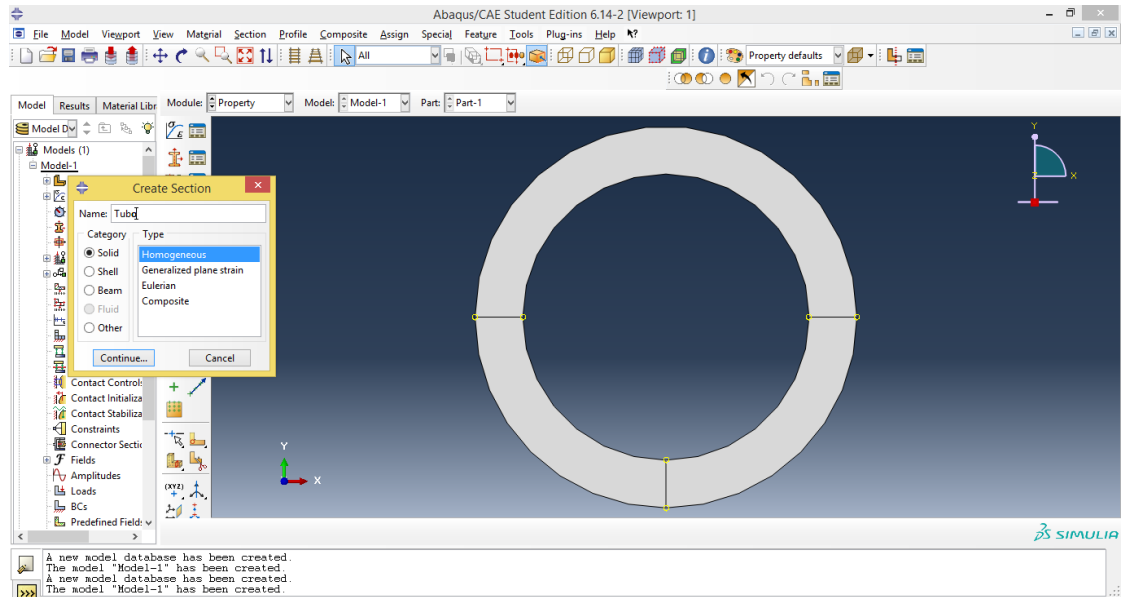 Abaqus/CAE Student Edition 6.14-2 [Viewport: 1]
File Model Viewport View Material Section Profile Composite Assign Special Feature Tools Plug-ins Help
All
Property defaults
Model Results Material Libr
Module: Property Model: Model-1 Part: Part-1
Model D
Models (1)
Model-1
Create Section
Name: Tubo
Category Type
Solid
Shell
Beam
Fluid
Other
Homogeneous
Generalized plane strain
Eulerian
Composite
Continue... Cancel
Contact Control
Contact Initializa
Contact Stabiliza
Constraints
Connector Sectio
Fields
Amplitudes
Loads
BCs
Predefined Field
(XYZ)
Y
X
Y
Z
X
SIMULIA
A new model database has been created.
The model "Model-1" has been created.
A new model database has been created.
The model "Model-1" has been created.